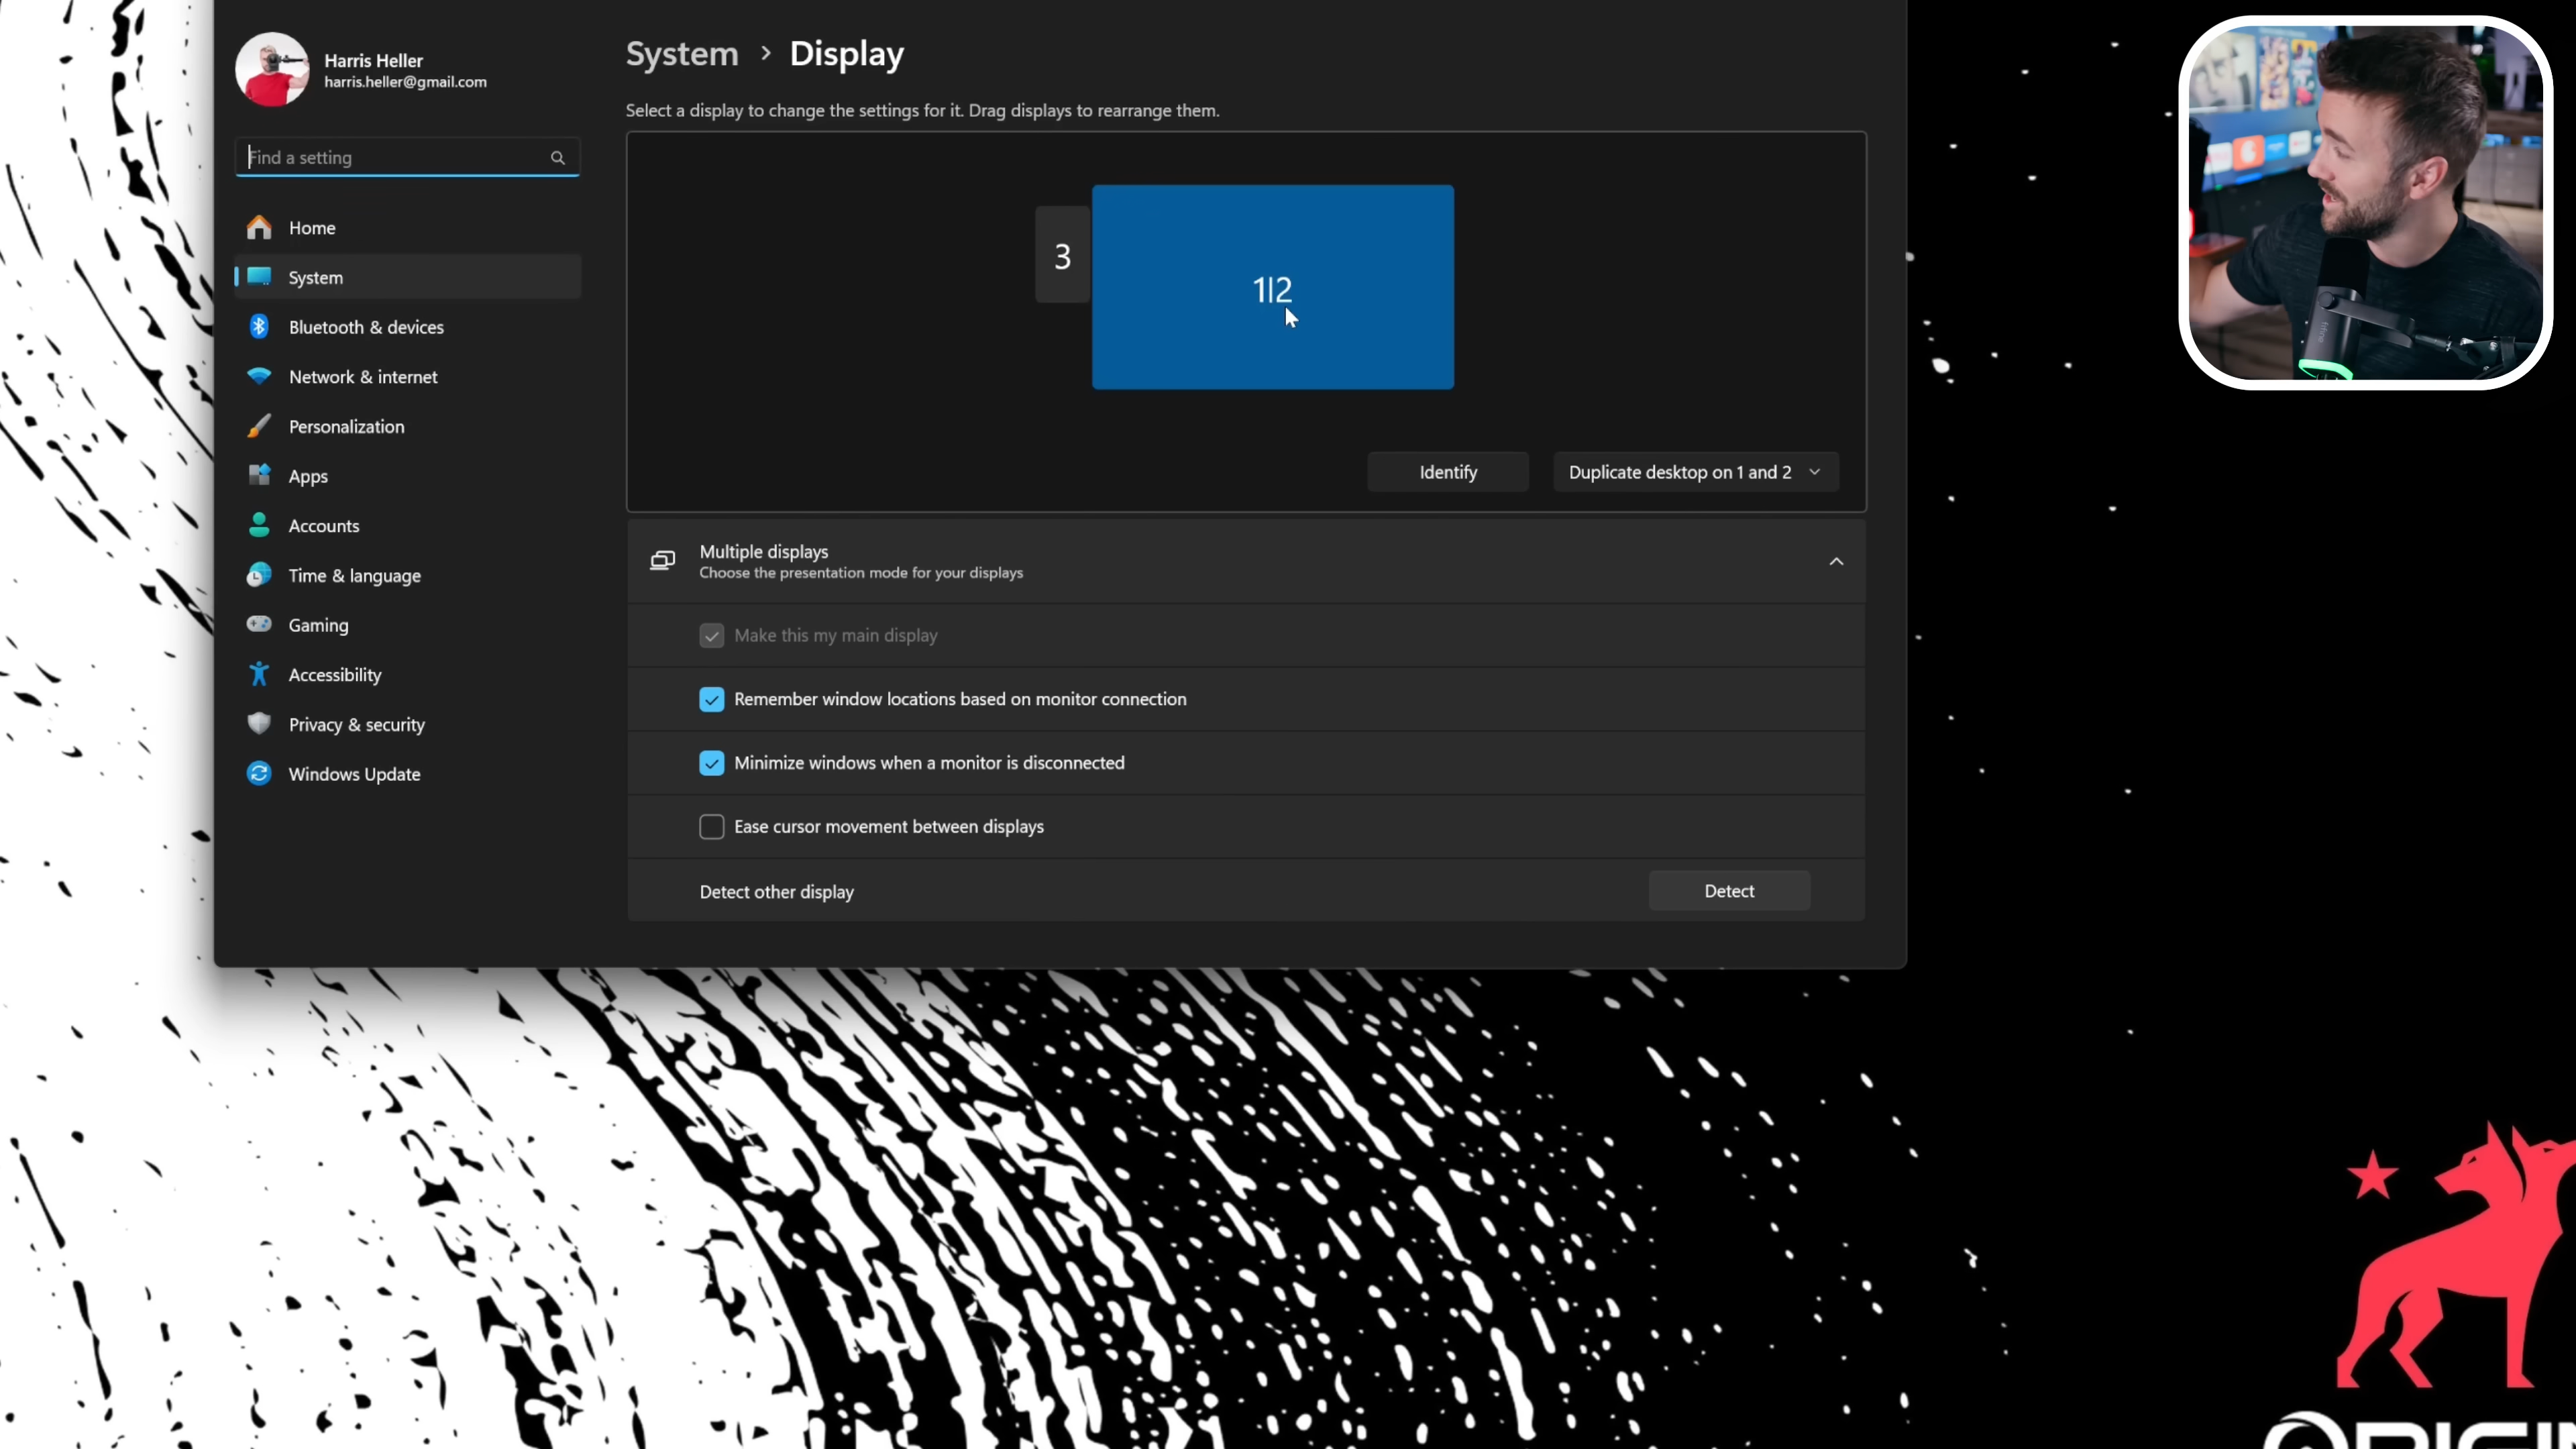 Harris Heller
harris.heller@gmail.com
Find a setting
Home
System
Bluetooth & devices
Network & internet
Personalization
Apps
Accounts
Time & language
Gaming
Accessibility
Privacy & security
Windows Update
System > Display
Select a display to change the settings for it. Drag displays to rearrange them.
3
1|2
Identify
Duplicate desktop on 1 and 2
Multiple displays
Choose the presentation mode for your displays
Make this my main display
Remember window locations based on monitor connection
Minimize windows when a monitor is disconnected
Ease cursor movement between displays
Detect other display
Detect